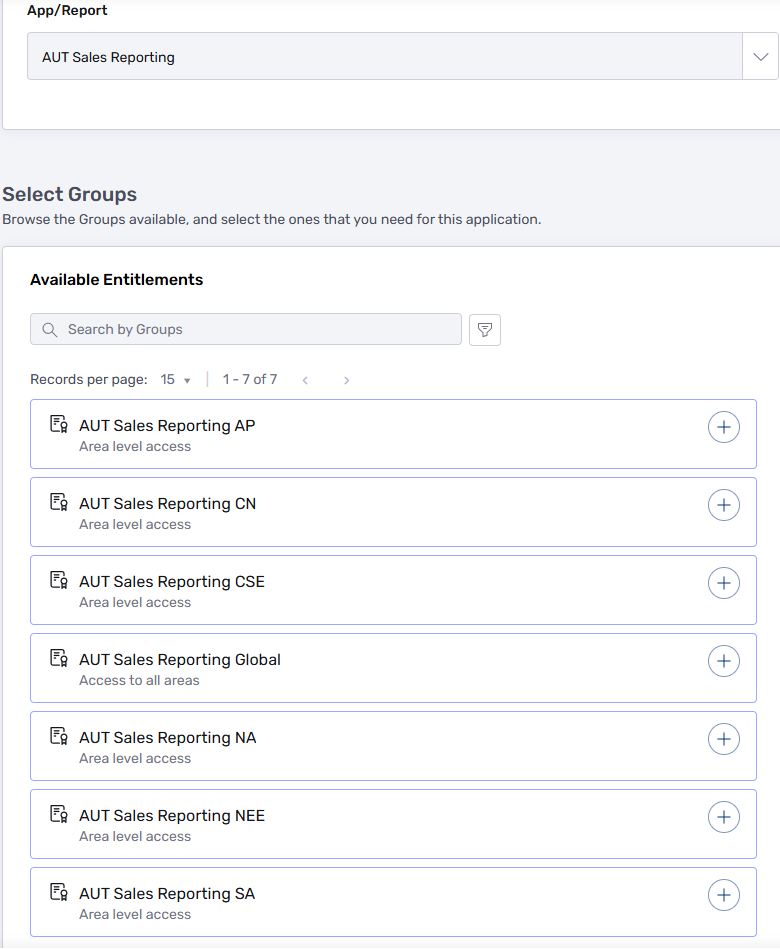 App/Report
AUT Sales Reporting
Select Groups
Browse the Groups available, and select the ones that you need for this application.
Available Entitlements
Search by Groups
Records per page: 15 1 - 7 of 7
AUT Sales Reporting AP
Area level access
AUT Sales Reporting CN
Area level access
AUT Sales Reporting CSE
Area level access
AUT Sales Reporting Global
Access to all areas
AUT Sales Reporting NA
Area level access
AUT Sales Reporting NEE
Area level access
AUT Sales Reporting SA
Area level access